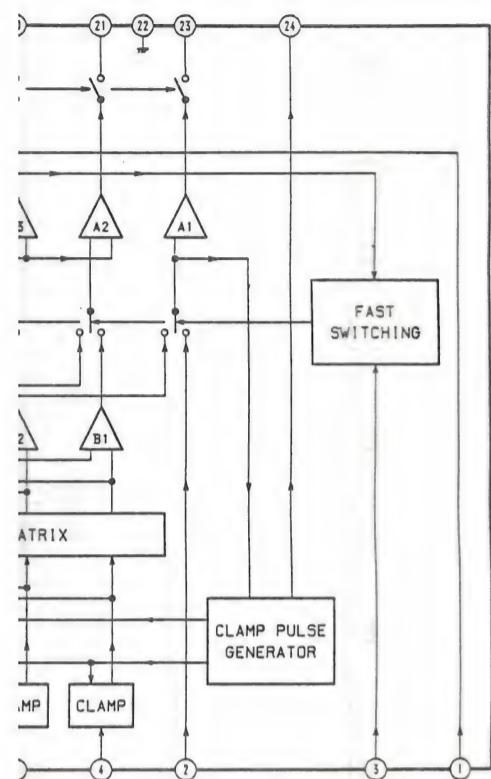 21 22 23 24
A2 A1
FAST
SWITCHING
B1
ATRIX
CLAMP PULSE
GENERATOR
CLAMP
4 2 3 1